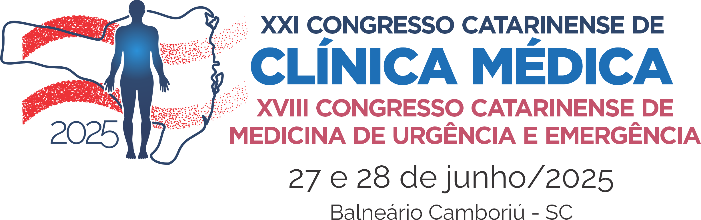 XXI CONGRESSO CATARINENSE DE
CLÍNICA MÉDICA
XVIII CONGRESSO CATARINENSE DE
MEDICINA DE URGÊNCIA E EMERGÊNCIA
2025
27 e 28 de junho/2025
Balneário Camboriú - SC